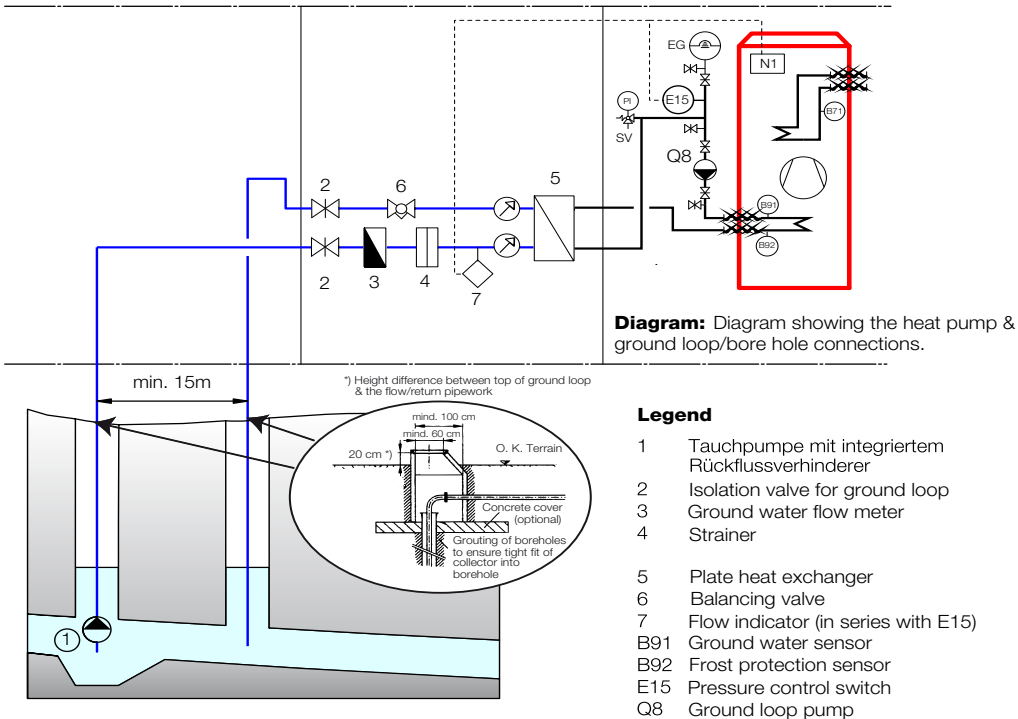 EG
N1
PI
E15
SV
B71
Q8
B91
B92
2
6
5
2
3
4
7
Diagram: Diagram showing the heat pump &
ground loop/bore hole connections.
min. 15m
*) Height difference between top of ground loop
& the flow/return pipework
mind. 100 cm
mind. 60 cm
20 cm *)
O. K. Terrain
Concrete cover
(optional)
Grouting of boreholes
to ensure tight fit of
collector into
borehole
1
Legend
1 Tauchpumpe mit integriertem
Rückflussverhinderer
2 Isolation valve for ground loop
3 Ground water flow meter
4 Strainer
5 Plate heat exchanger
6 Balancing valve
7 Flow indicator (in series with E15)
B91 Ground water sensor
B92 Frost protection sensor
E15 Pressure control switch
Q8 Ground loop pump